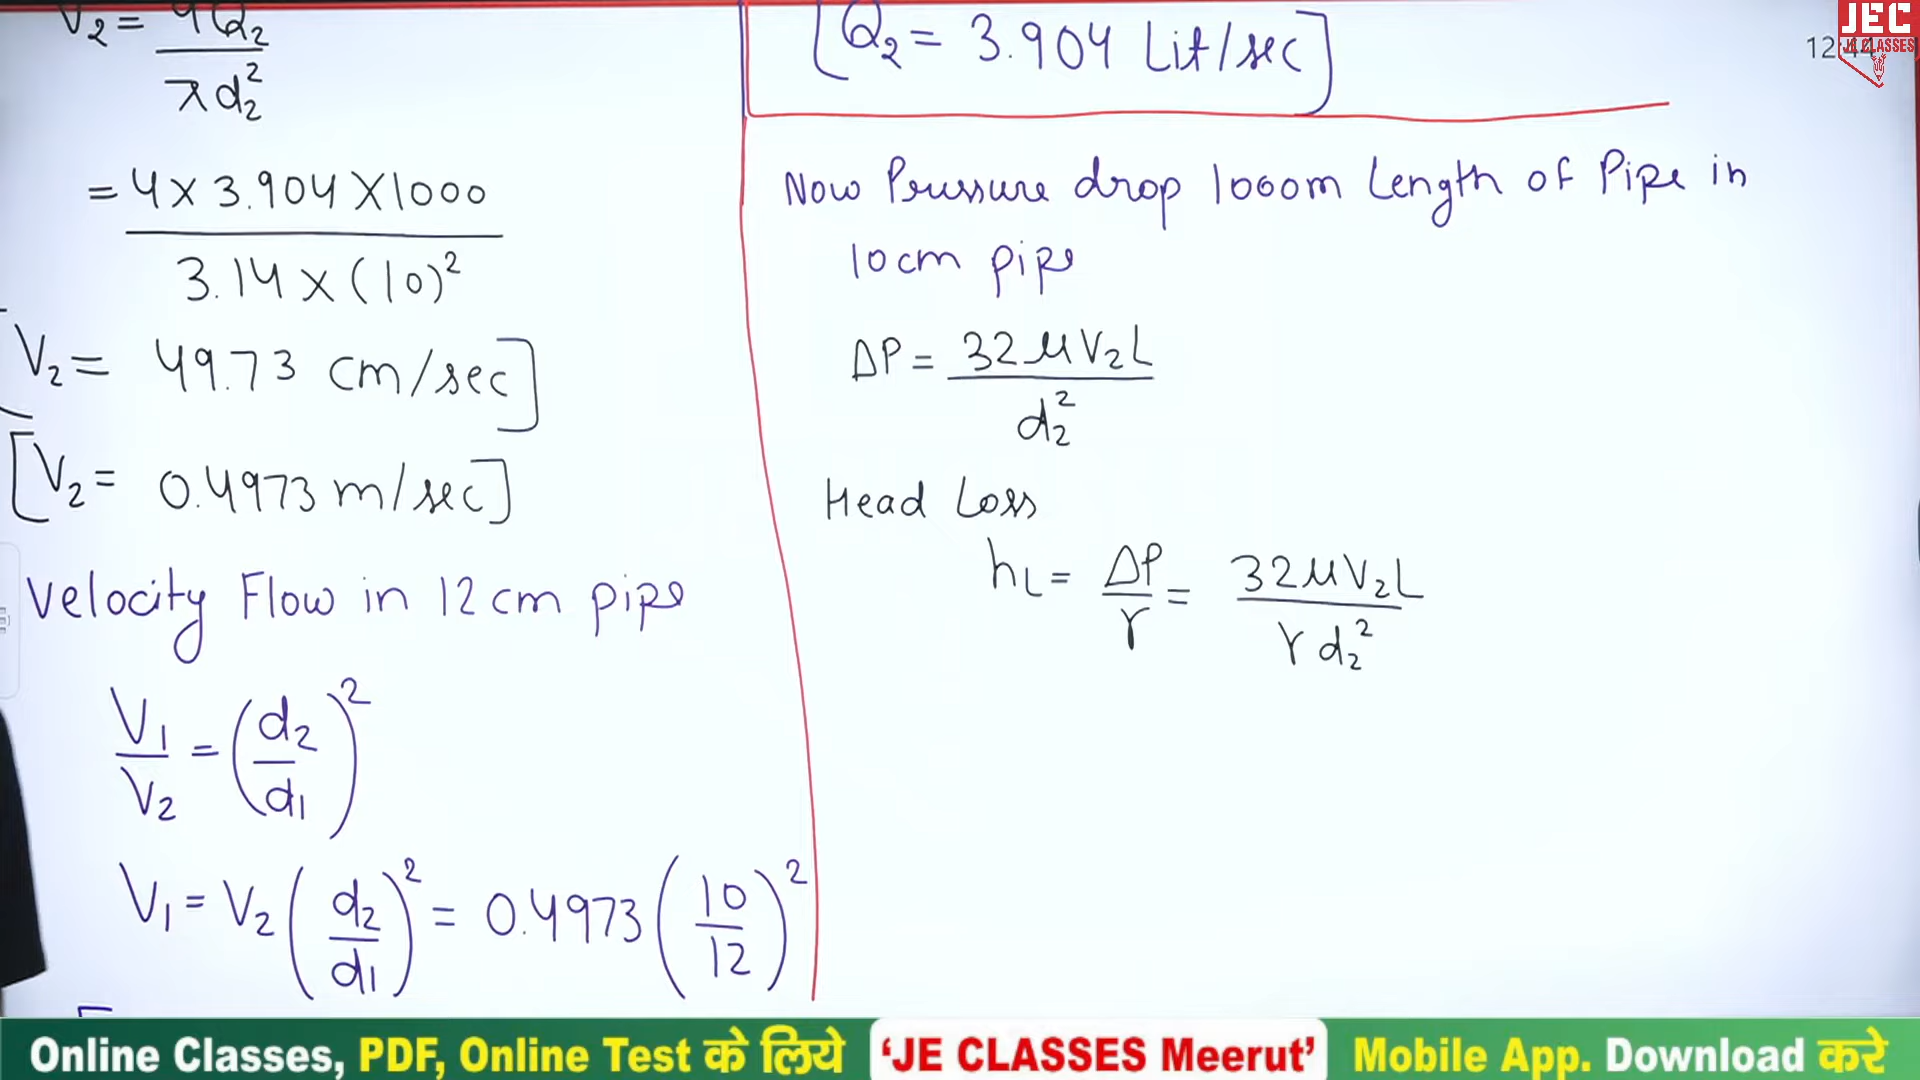 V₂ = 4Q₂ / πd₂²
= 4 X 3.904 X 1000 / 3.14 X (10)²
V₂ = 49.73 cm/sec]
[V₂ = 0.4973 m/sec]
Velocity Flow in 12 cm pipe
V₁ / V₂ = (d₂ / d₁)²
V₁ = V₂ (d₂ / d₁)² = 0.4973 (10 / 12)²
[Q₂ = 3.904 Lit/sec]
Now Pressure drop 1000m Length of Pipe in
10cm pipe
ΔP = 32μV₂L / d₂²
Head Loss
hL = ΔP / γ = 32μV₂L / γ d₂²
JEC
JE CLASSES
12:44
Online Classes, PDF, Online Test के लिये 'JE CLASSES Meerut' Mobile App. Download करे